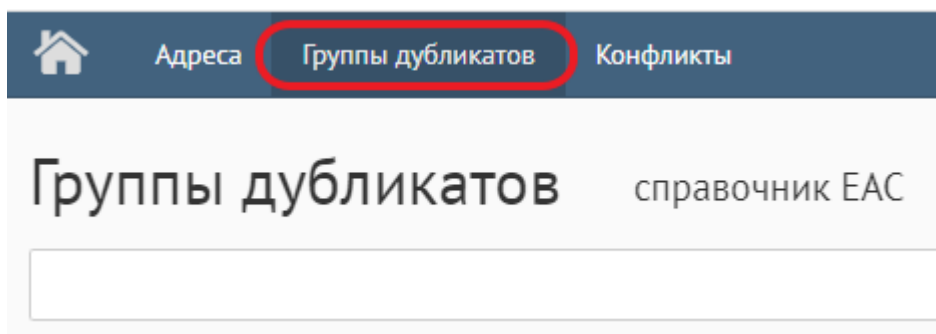 Адреса Группы дубликатов Конфликты
Группы дубликатов справочник ЕАС